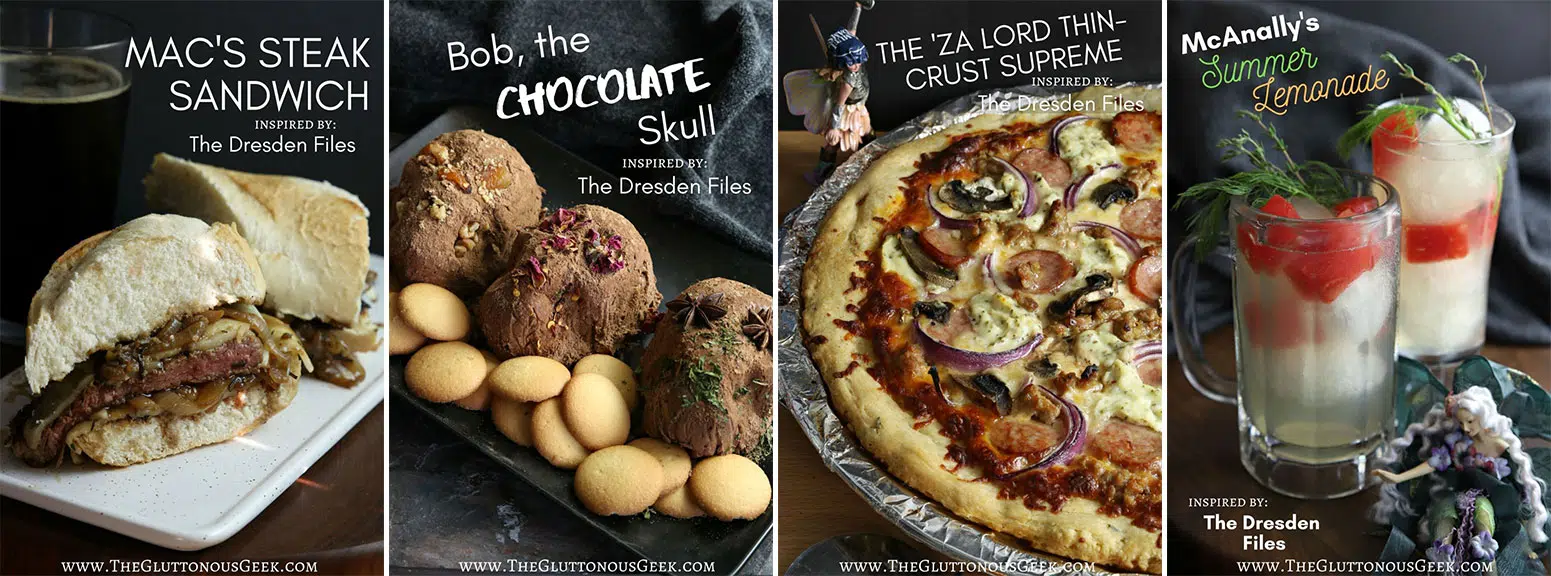 MAC'S STEAK
SANDWICH
INSPIRED BY:
The Dresden Files
www.TheGluttonousGeek.com
Bob, the
CHOCOLATE
Skull
INSPIRED BY:
The Dresden Files
www.TheGluttonousGeek.com
THE 'ZA LORD THIN-
CRUST SUPREME
INSPIRED BY:
The Dresden Files
www.TheGluttonousGeek.com
McAnally's
Summer
Lemonade
INSPIRED BY:
The Dresden
Files
www.TheGluttonousGeek.com